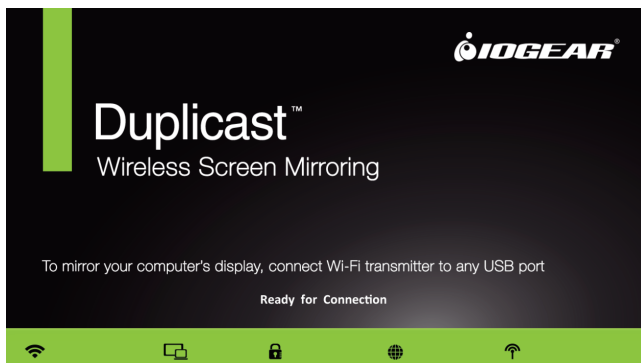 IOGEAR®
Duplicast™
Wireless Screen Mirroring
To mirror your computer's display, connect Wi-Fi transmitter to any USB port
Ready for Connection